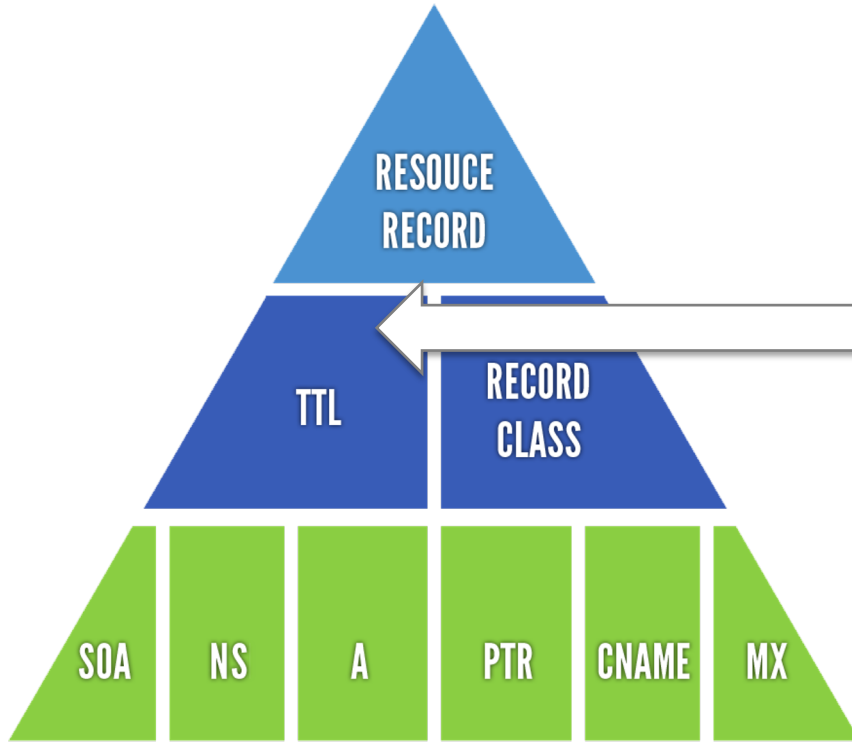 RESOUCE
RECORD
TTL
RECORD
CLASS
SOA
NS
A
PTR
CNAME
MX